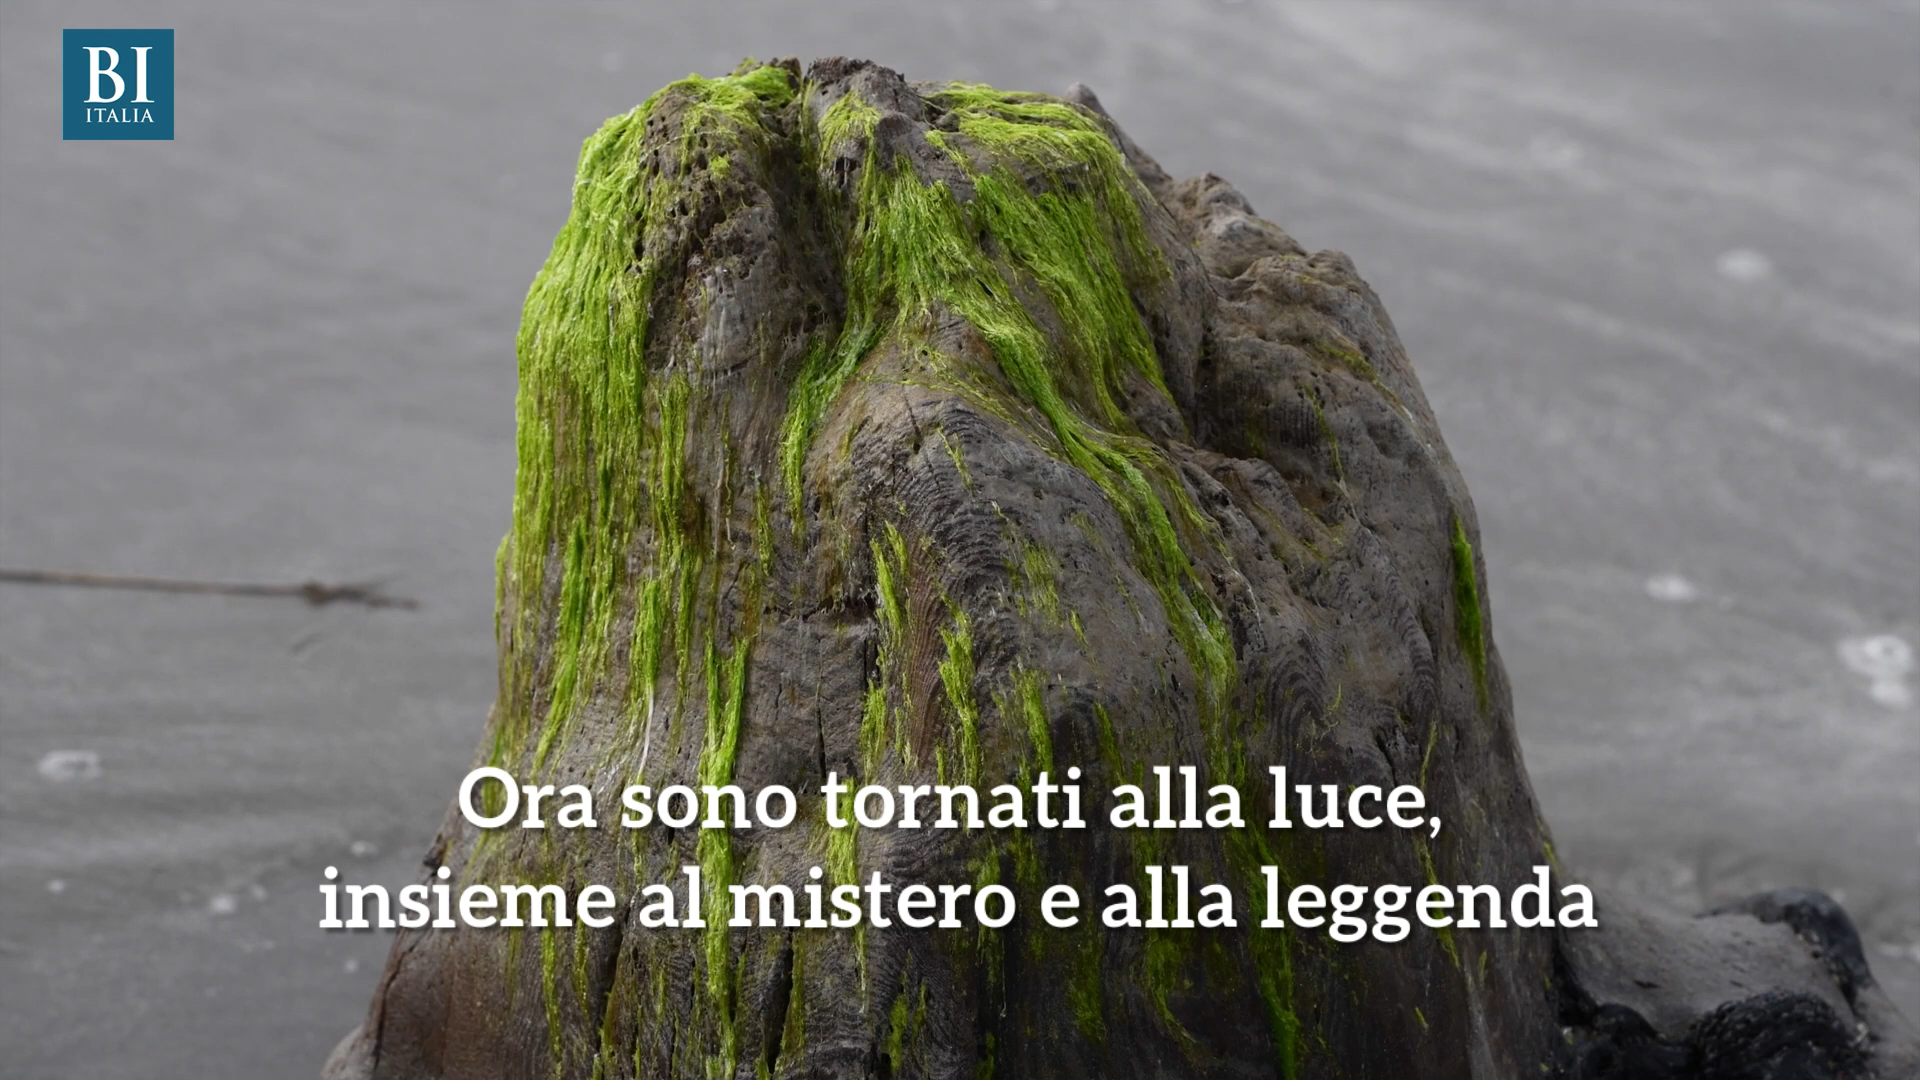 BI
ITALIA
Ora sono tornati alla luce,
insieme al mistero e alla leggenda